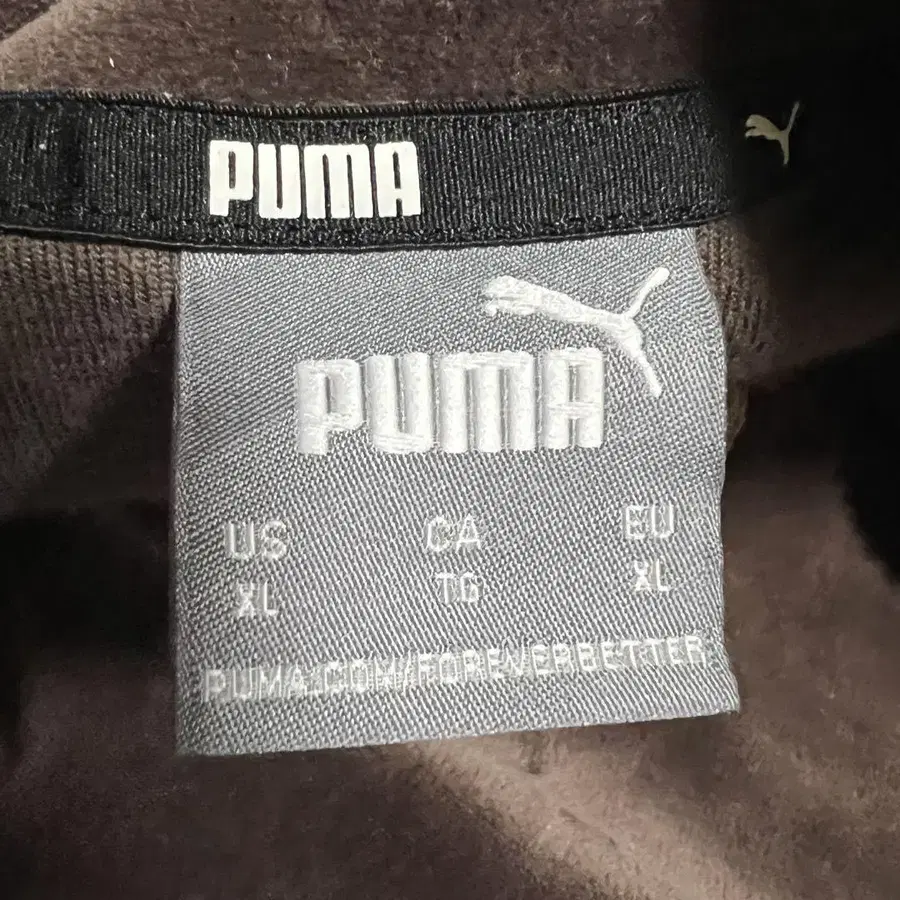 PUMA
PUMA
US CA EU
XL TG XL
PUMA.COM/FOREVERBETTER